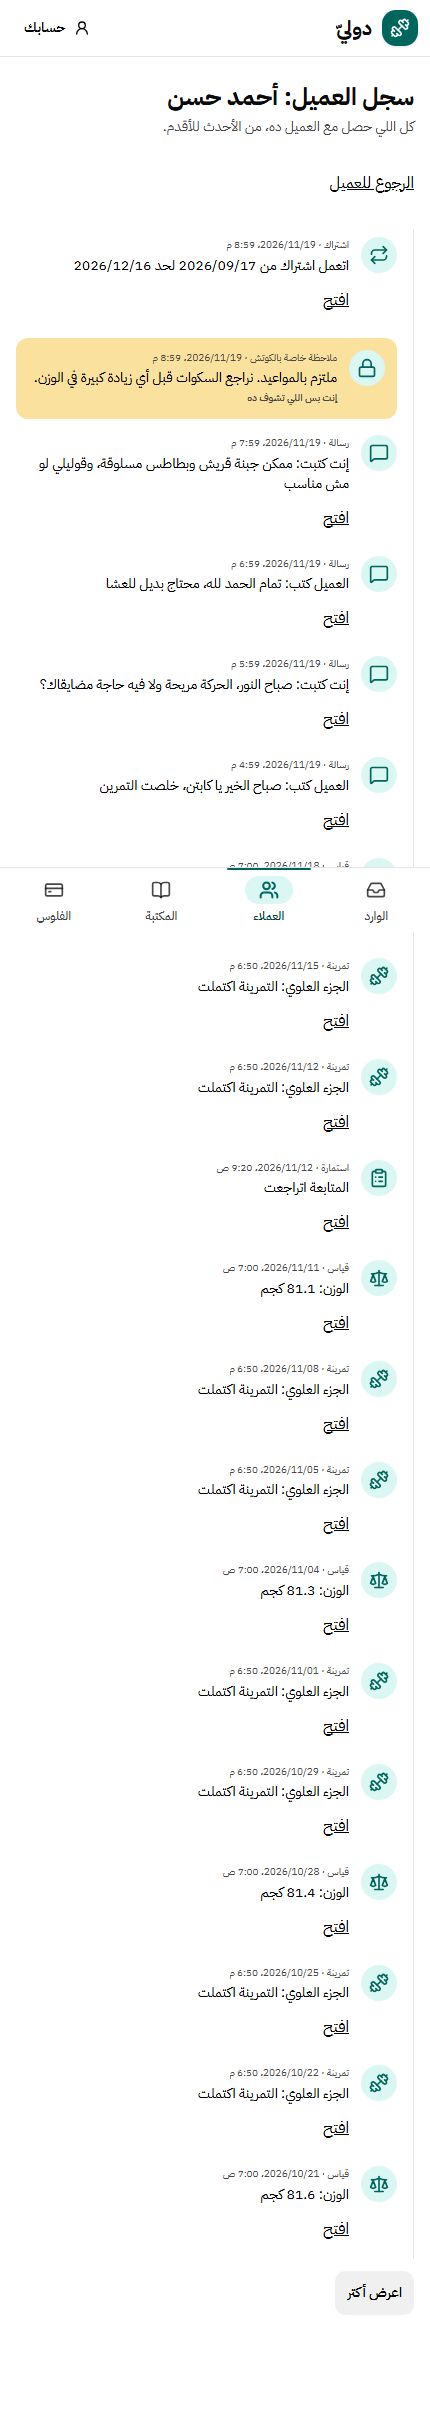 دوليّ
حسابك
سجل العميل: أحمد حسن
كل اللي حصل مع العميل ده، من الأحدث للأقدم.
الرجوع للعميل
اشتراك · 2026/11/19، 8:59 م
اتعمل اشتراك من 2026/09/17 لحد 2026/12/16
افتح
ملاحظة خاصة بالكوتش · 2026/11/19، 8:59 م
ملتزم بالمواعيد. نراجع السكوات قبل أي زيادة كبيرة في الوزن.
إنت بس اللي تشوف ده
رسالة · 2026/11/19، 7:59 م
إنت كتبت: ممكن جبنة قريش وبطاطس مسلوقة، وقوليلي لو
مش مناسب
افتح
رسالة · 2026/11/19، 6:59 م
العميل كتب: تمام الحمد لله، محتاج بديل للعشا
افتح
رسالة · 2026/11/19، 5:59 م
إنت كتبت: صباح النور، الحركة مريحة ولا فيه حاجة مضايقاك؟
افتح
رسالة · 2026/11/19، 4:59 م
العميل كتب: صباح الخير يا كابتن، خلصت التمرين
افتح
قياس · 2026/11/18، 7:00 ص
الوارد
العملاء
المكتبة
الفلوس
تمرينة · 2026/11/15، 6:50 م
الجزء العلوي: التمرينة اكتملت
افتح
تمرينة · 2026/11/12، 6:50 م
الجزء العلوي: التمرينة اكتملت
افتح
استمارة · 2026/11/12، 9:20 ص
المتابعة اتراجعت
افتح
قياس · 2026/11/11، 7:00 ص
الوزن: 81.1 كجم
افتح
تمرينة · 2026/11/08، 6:50 م
الجزء العلوي: التمرينة اكتملت
افتح
تمرينة · 2026/11/05، 6:50 م
الجزء العلوي: التمرينة اكتملت
افتح
قياس · 2026/11/04، 7:00 ص
الوزن: 81.3 كجم
افتح
تمرينة · 2026/11/01، 6:50 م
الجزء العلوي: التمرينة اكتملت
افتح
تمرينة · 2026/10/29، 6:50 م
الجزء العلوي: التمرينة اكتملت
افتح
قياس · 2026/10/28، 7:00 ص
الوزن: 81.4 كجم
افتح
تمرينة · 2026/10/25، 6:50 م
الجزء العلوي: التمرينة اكتملت
افتح
تمرينة · 2026/10/22، 6:50 م
الجزء العلوي: التمرينة اكتملت
افتح
قياس · 2026/10/21، 7:00 ص
الوزن: 81.6 كجم
افتح
اعرض أكتر